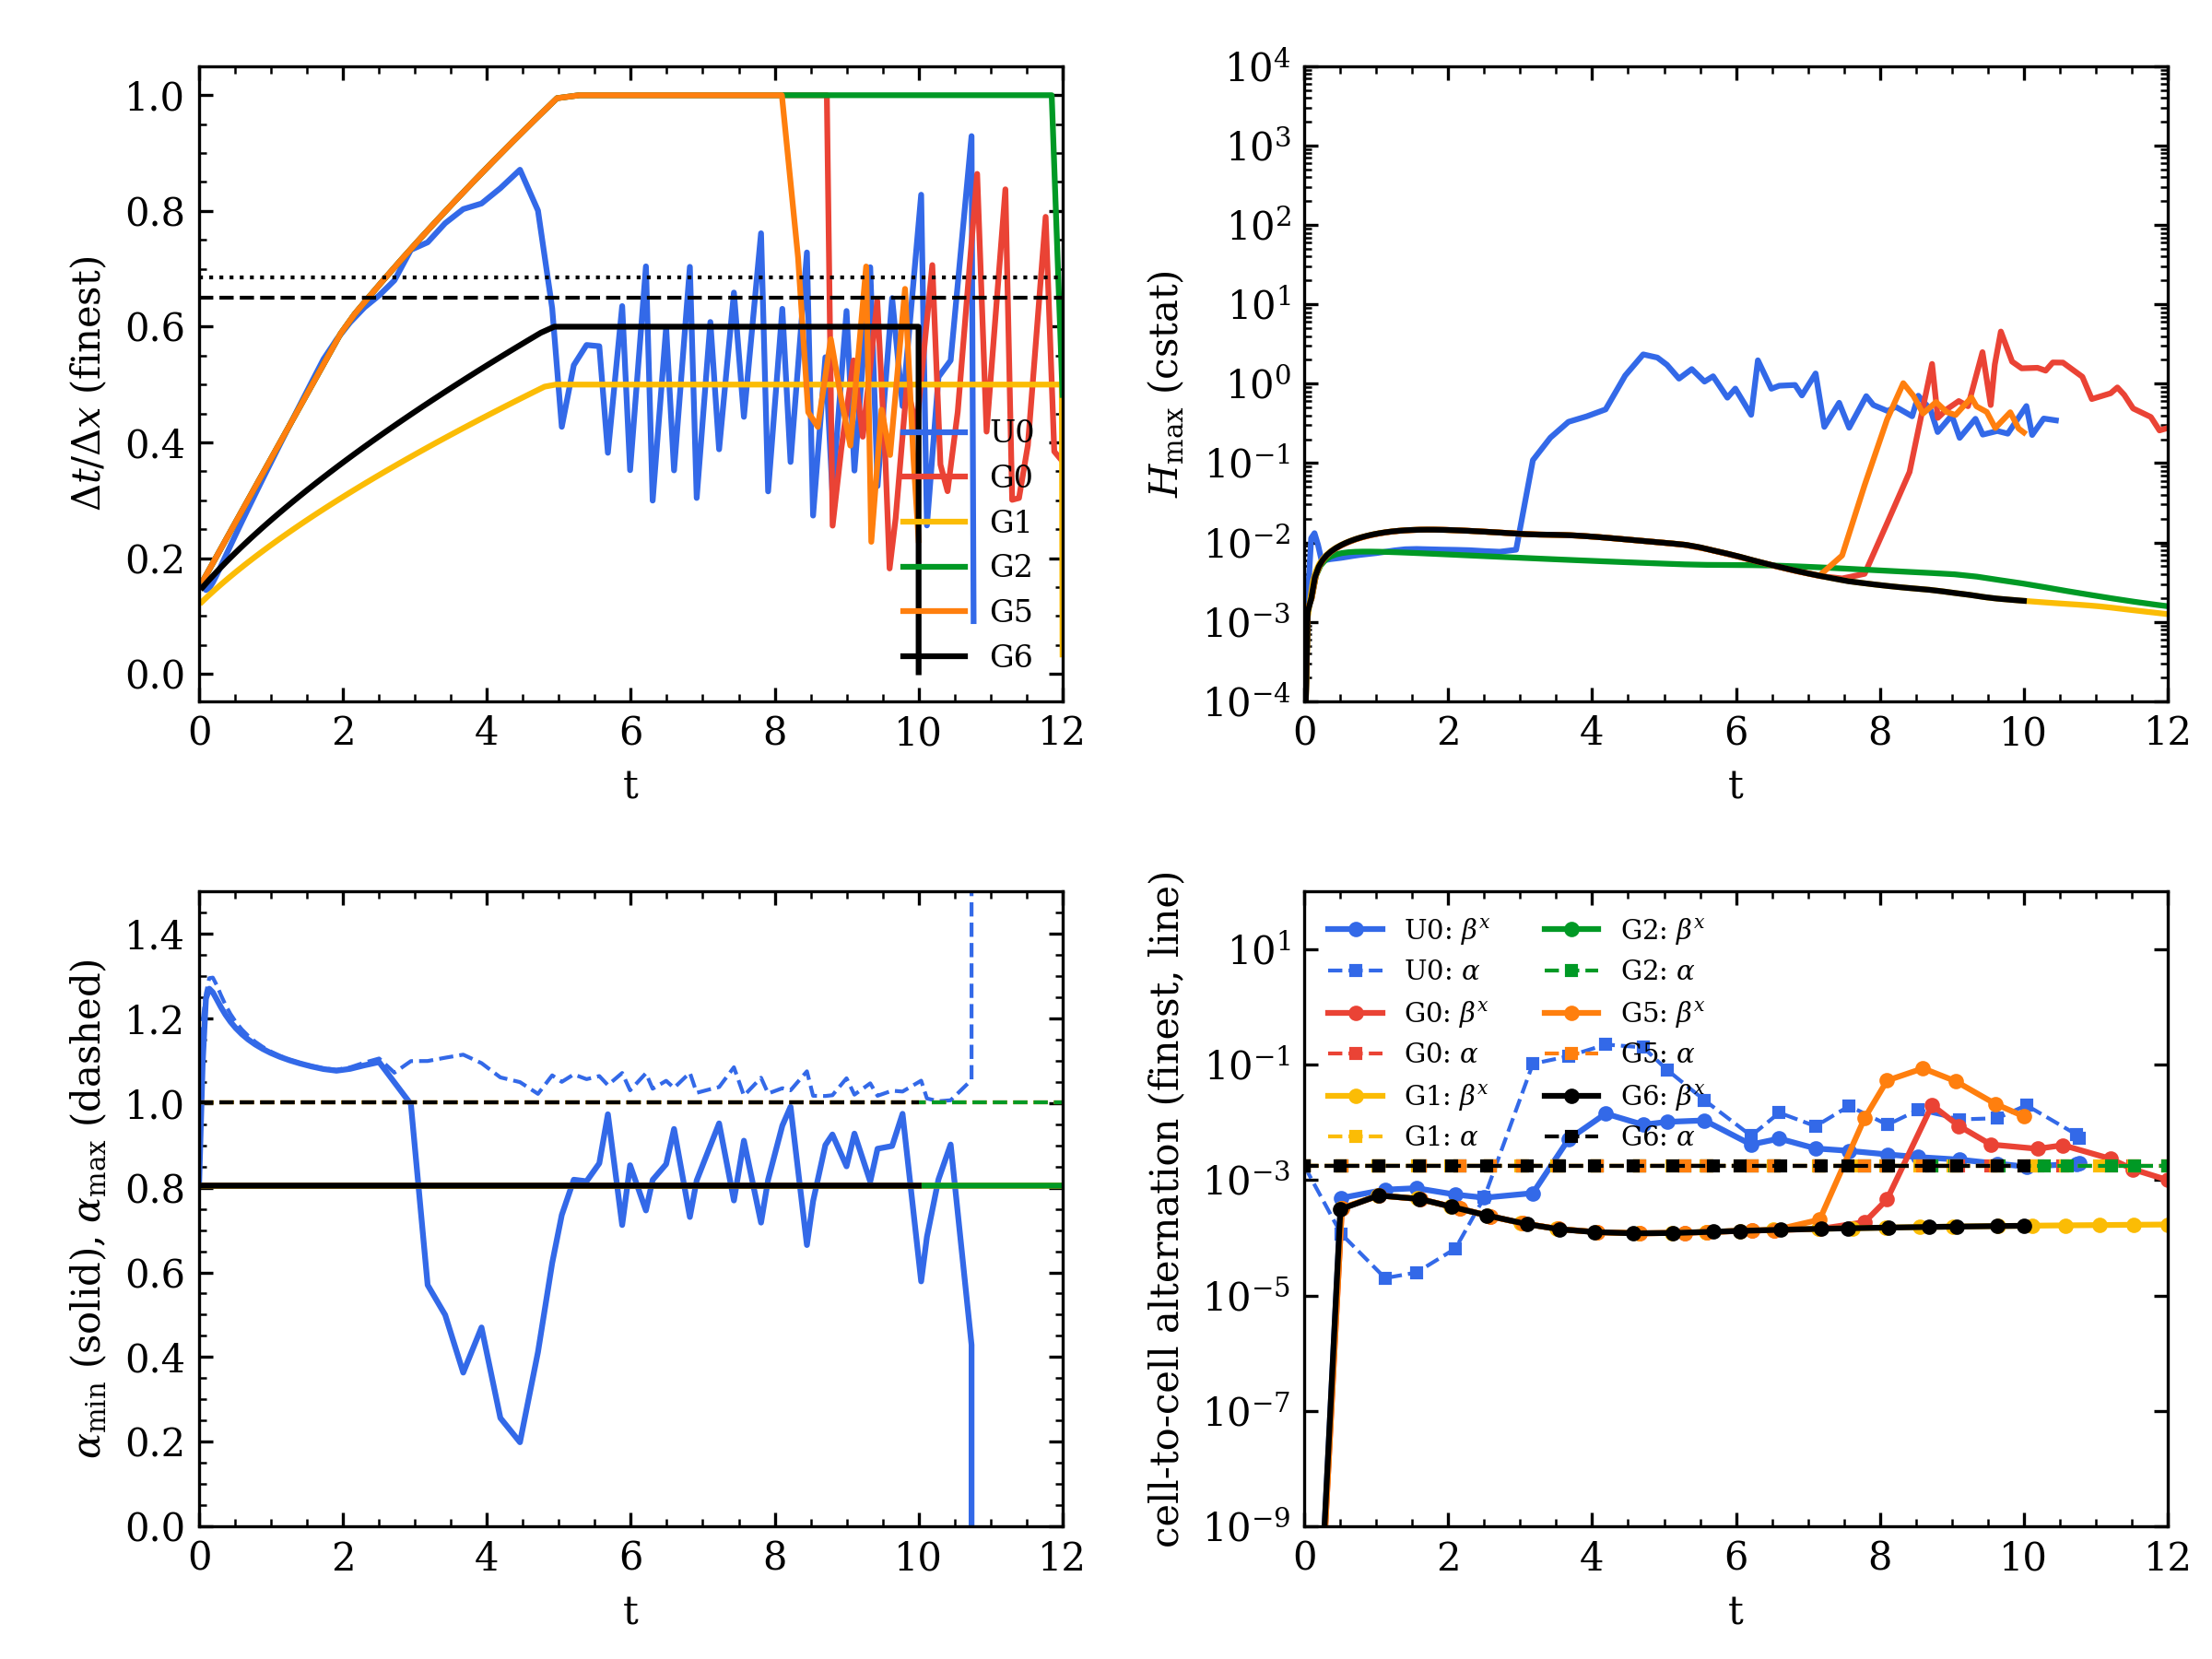 Δt/Δx (finest)
1.0
0.8
0.6
0.4
0.2
0.0
0 2 4 6 8 10 12
t
U0
G0
G1
G2
G5
G6
H_max (cstat)
10^4
10^3
10^2
10^1
10^0
10^-1
10^-2
10^-3
10^-4
0 2 4 6 8 10 12
t
α_min (solid), α_max (dashed)
1.4
1.2
1.0
0.8
0.6
0.4
0.2
0.0
0 2 4 6 8 10 12
t
cell-to-cell alternation (finest, line)
10^1
10^-1
10^-3
10^-5
10^-7
10^-9
0 2 4 6 8 10 12
t
U0: β^x
U0: α
G0: β^x
G0: α
G1: β^x
G1: α
G2: β^x
G2: α
G5: β^x
G5: α
G6: β^x
G6: α